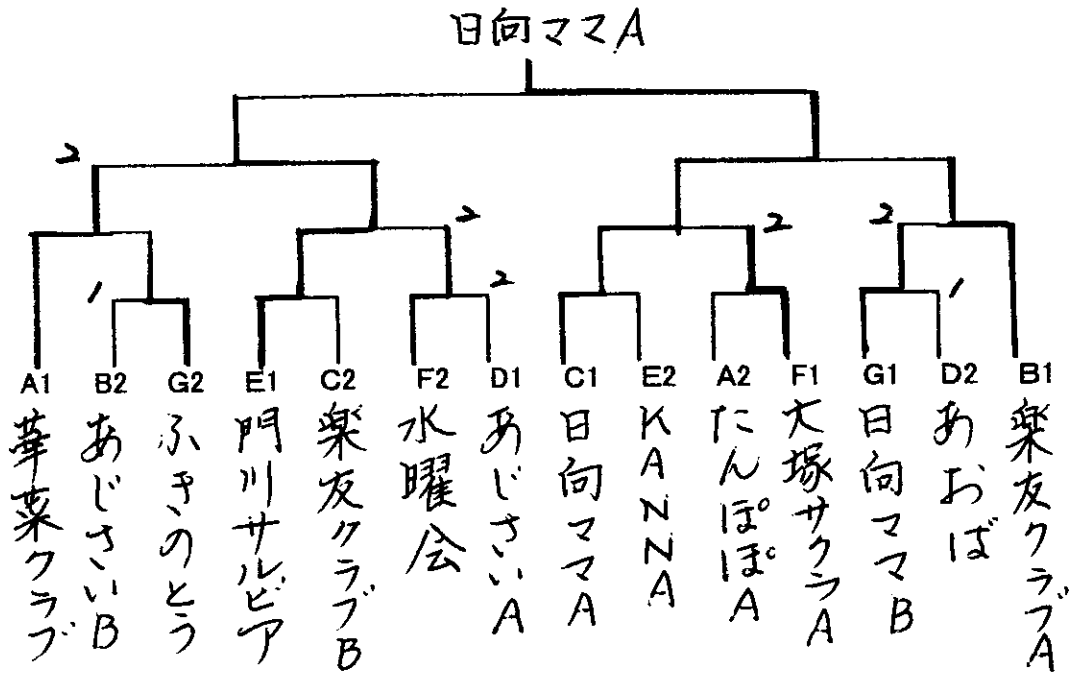 日向ママA
2
2
2
2
1
2
1
A1 B2 G2 E1 C2 F2 D1 C1 E2 A2 F1 G1 D2 B1
華菜クラブ
あじさいB
ふきのとう
門川サルビア
楽友クラブB
水曜会
あじさいA
日向ママA
KANNA
たんぽぽA
大塚サクラA
日向ママB
あおば
楽友クラブA